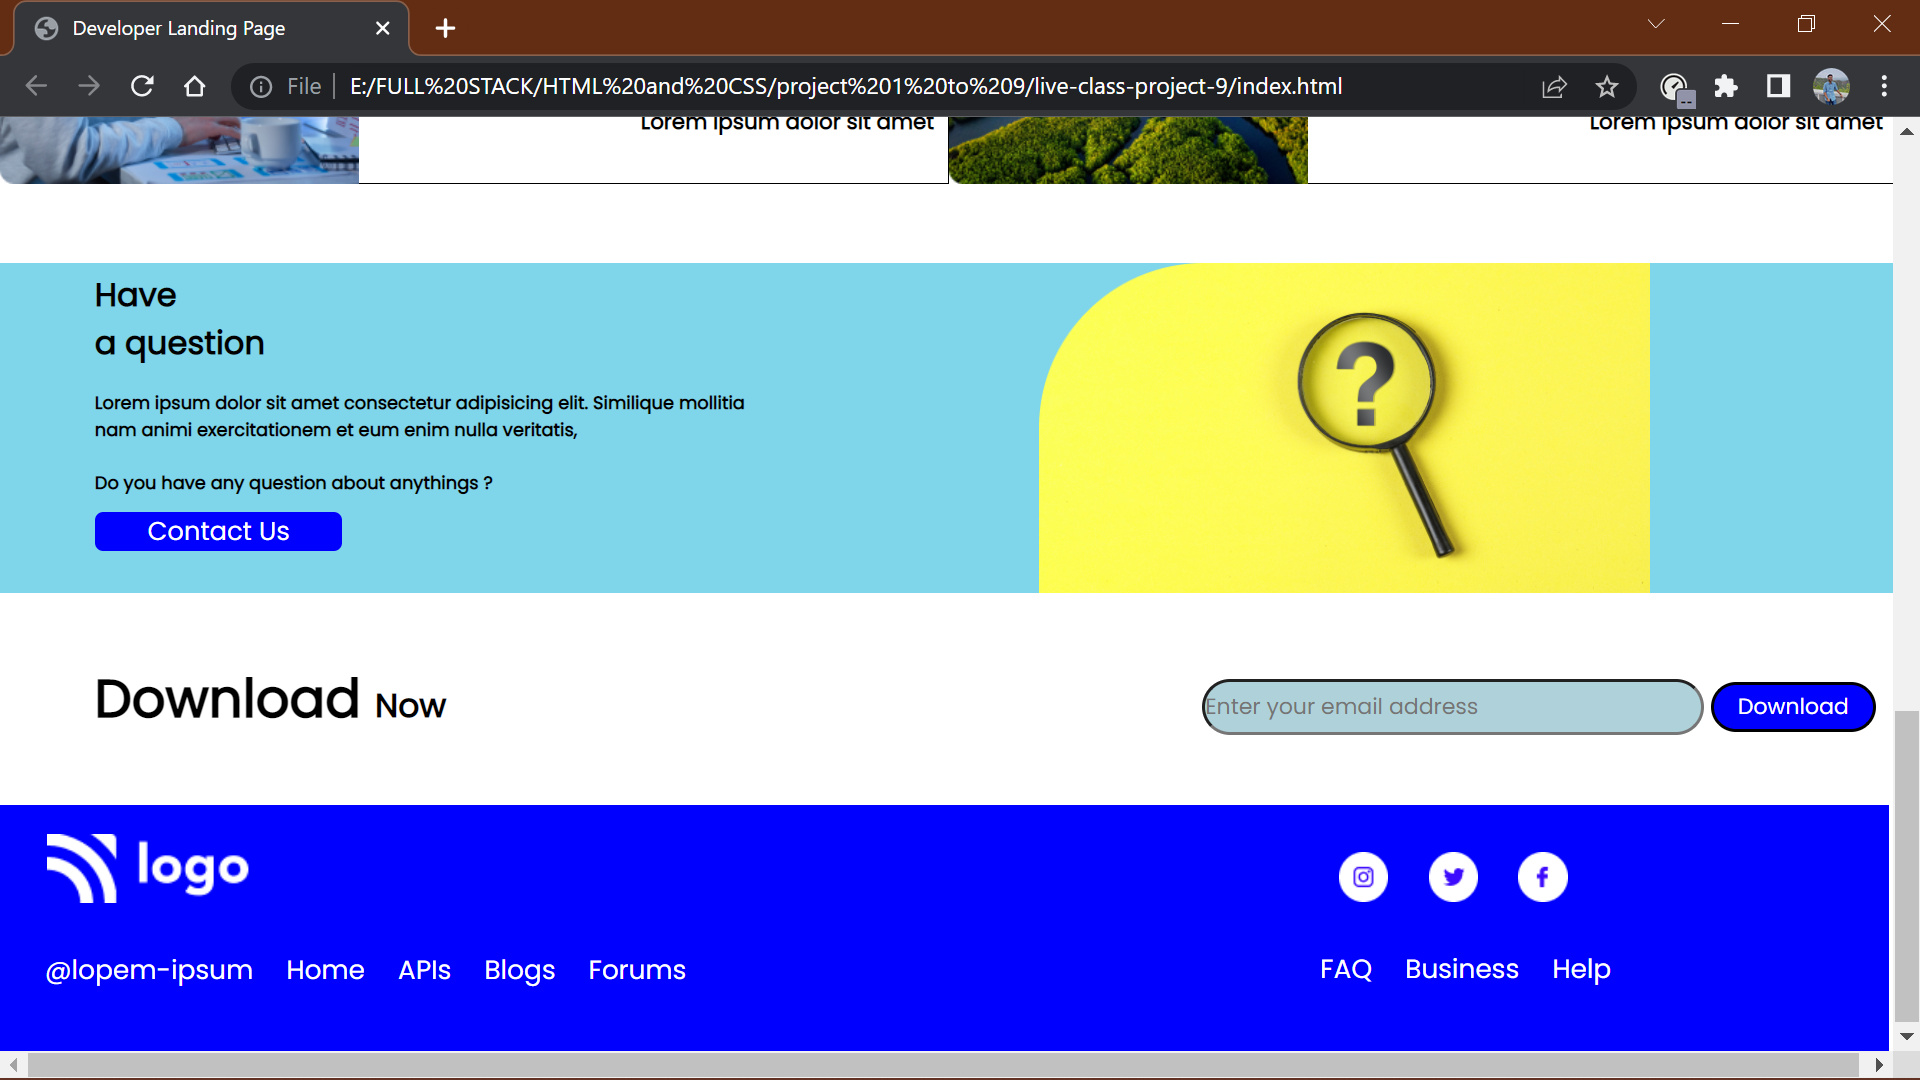 Developer Landing Page
File
E:/FULL%20STACK/HTML%20and%20CSS/project%201%20to%209/live-class-project-9/index.html
Lorem ipsum dolor sit amet
Lorem ipsum dolor sit amet
Have
a question
?
Lorem ipsum dolor sit amet consectetur adipisicing elit. Similique mollitia
nam animi exercitationem et eum enim nulla veritatis,
Do you have any question about anythings ?
Contact Us
Download Now
Enter your email address
Download
logo
@lopem-ipsum Home APIs Blogs Forums
FAQ Business Help